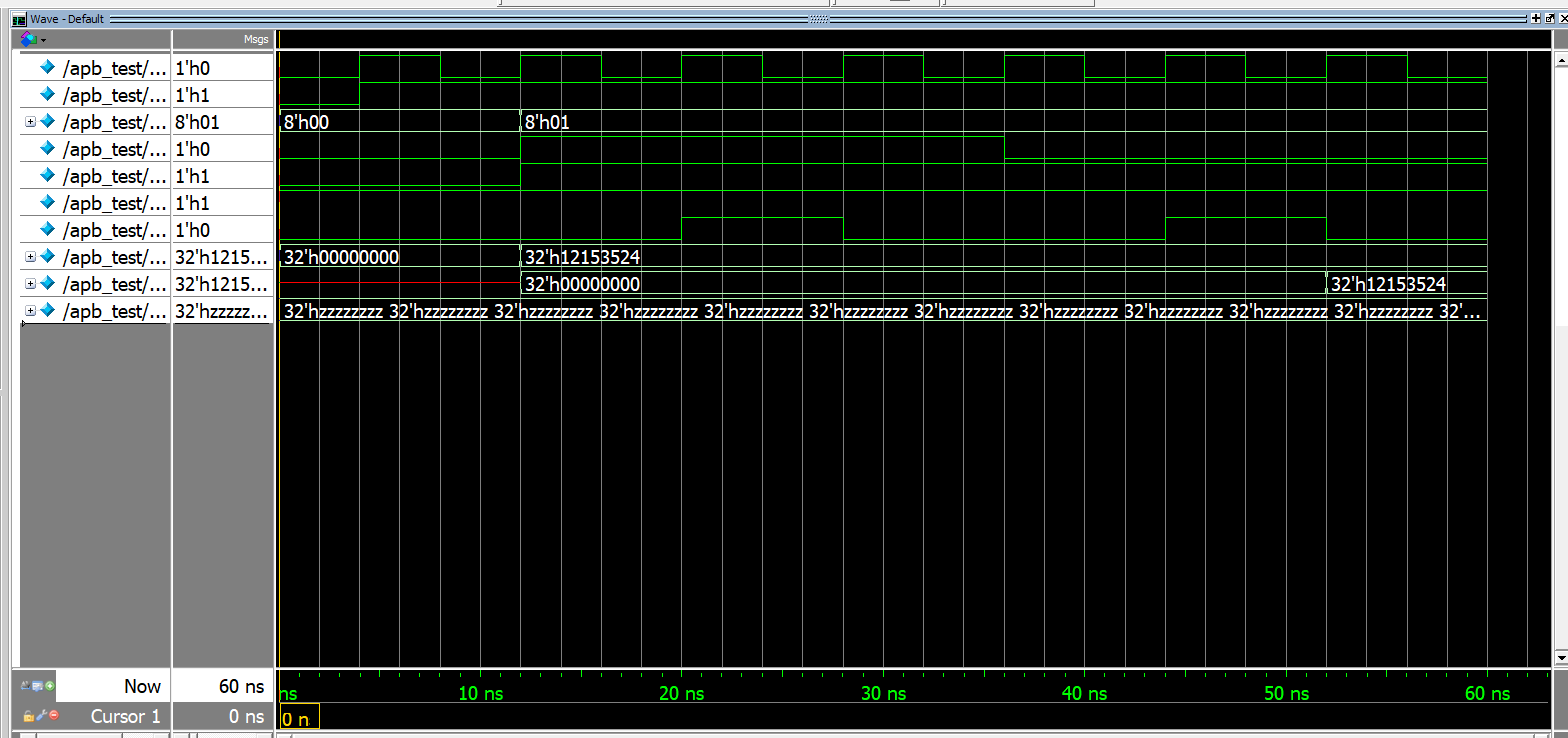 Wave - Default
Msgs
/apb_test/... 1'h0
/apb_test/... 1'h1
/apb_test/... 8'h01 8'h00 8'h01
/apb_test/... 1'h0
/apb_test/... 1'h1
/apb_test/... 1'h1
/apb_test/... 1'h0
/apb_test/... 32'h1215... 32'h00000000 32'h12153524
/apb_test/... 32'h1215... 32'h00000000 32'h12153524
/apb_test/... 32'hzzzzz... 32'hzzzzzzzz 32'hzzzzzzzz 32'hzzzzzzzz 32'hzzzzzzzz 32'hzzzzzzzz 32'hzzzzzzzz 32'hzzzzzzzz 32'hzzzzzzzz 32'hzzzzzzzz 32'hzzzzzzzz 32'hzzzzzzzz 32'...
Now 60 ns ns 10 ns 20 ns 30 ns 40 ns 50 ns 60 ns
Cursor 1 0 ns 0 n